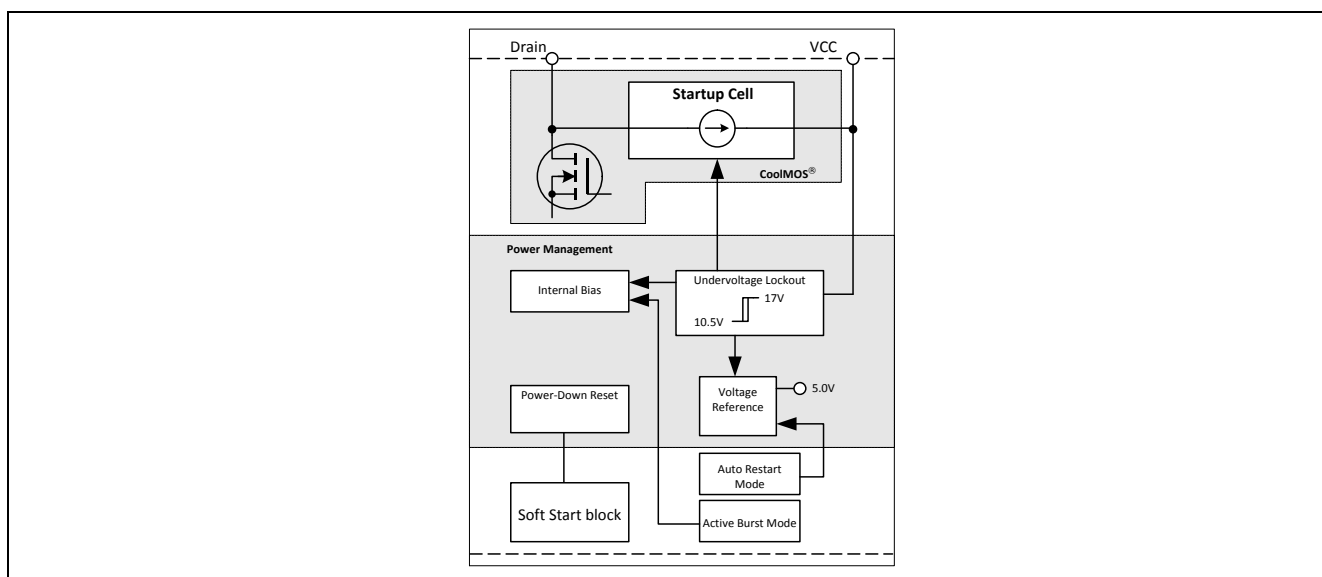 Drain
VCC
Startup Cell
CoolMOS®
Power Management
Internal Bias
Undervoltage Lockout
17V
10.5V
Power-Down Reset
Voltage
Reference
5.0V
Auto Restart
Mode
Soft Start block
Active Burst Mode